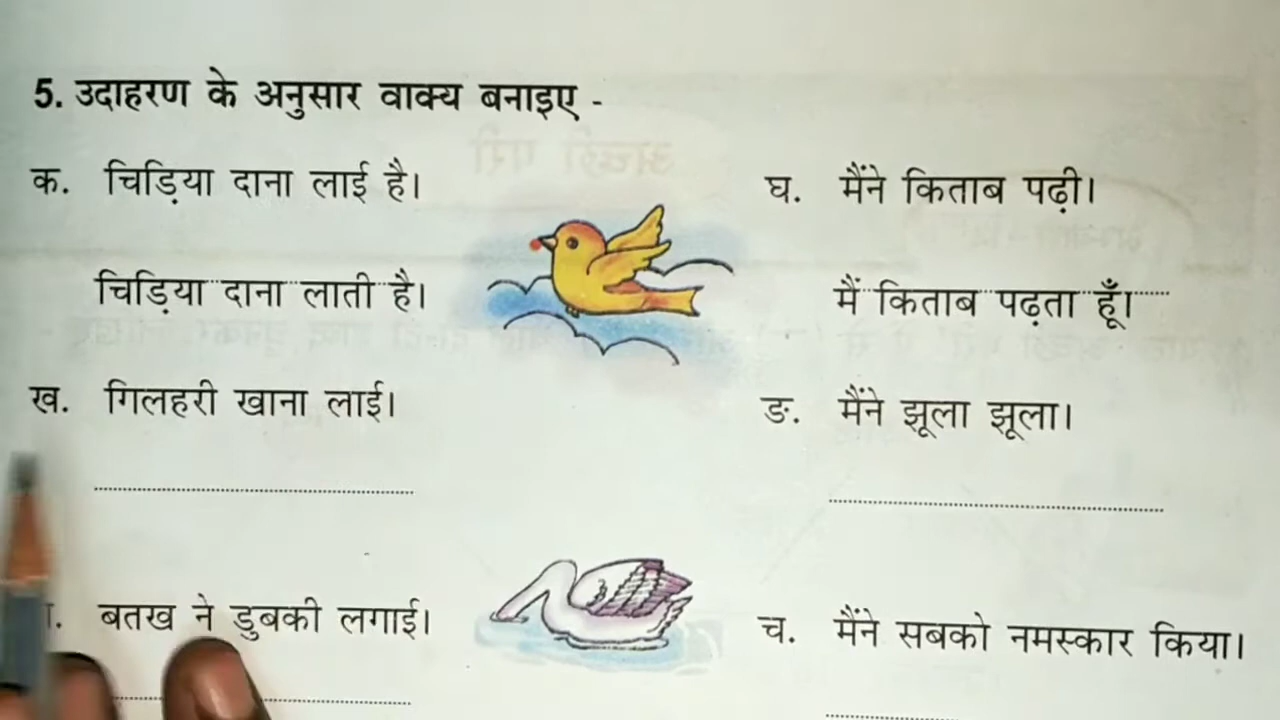 5. उदाहरण के अनुसार वाक्य बनाइए -
क. चिड़िया दाना लाई है।
चिड़िया दाना लाती है।
ख. गिलहरी खाना लाई।
बतख ने डुबकी लगाई।
घ. मैंने किताब पढ़ी।
मैं किताब पढ़ता हूँ।
ङ. मैंने झूला झूला।
च. मैंने सबको नमस्कार किया।